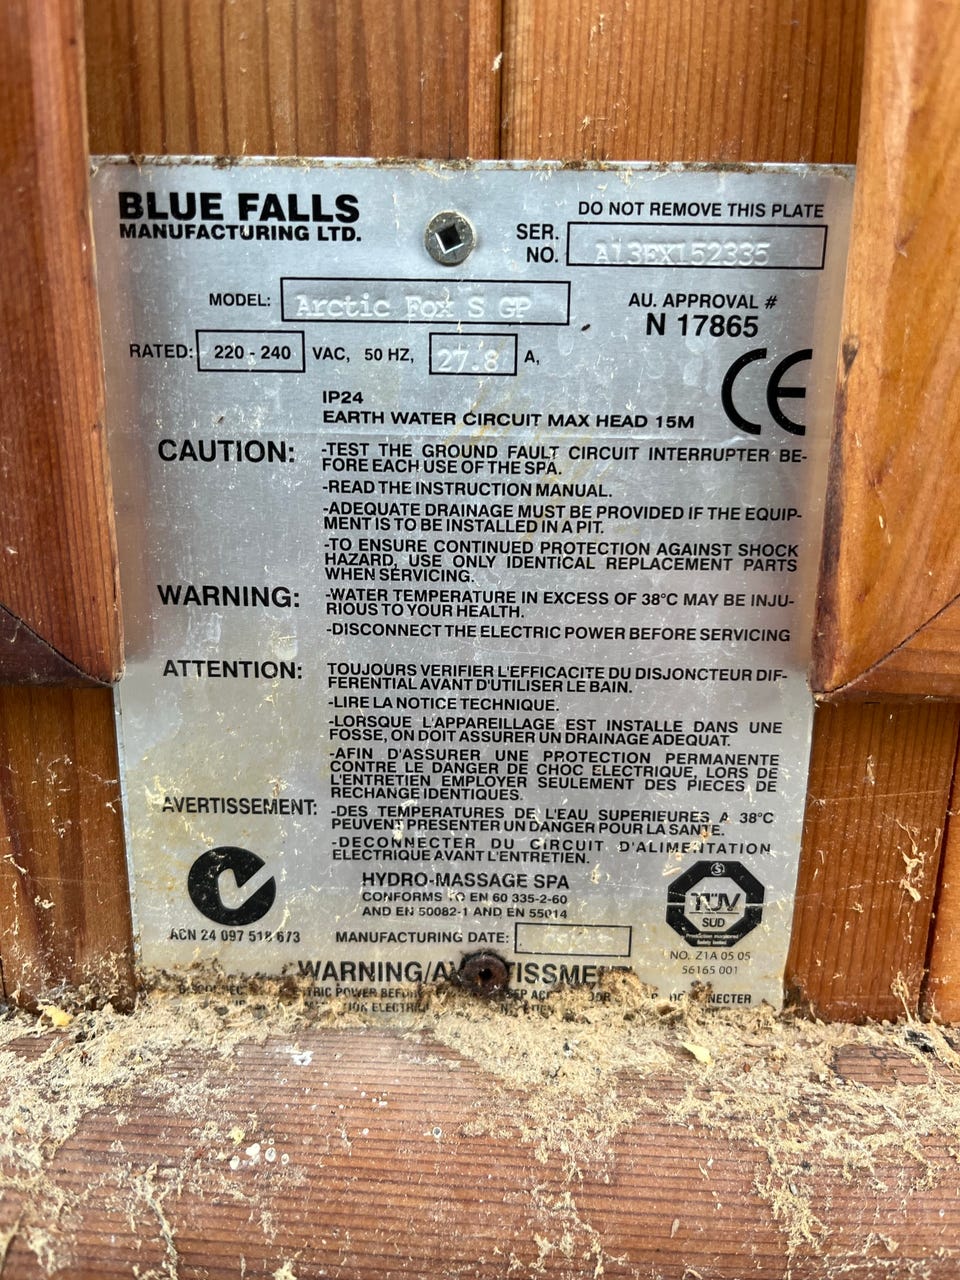 BLUE FALLS
MANUFACTURING LTD.
DO NOT REMOVE THIS PLATE
SER. NO. A13EX152335
MODEL: Arctic Fox S GP
AU. APPROVAL #
N 17865
RATED: 220 - 240 VAC, 50 HZ, 27.8 A,
CE
IP24
EARTH WATER CIRCUIT MAX HEAD 15M
CAUTION: -TEST THE GROUND FAULT CIRCUIT INTERRUPTER BE-
FORE EACH USE OF THE SPA.
-READ THE INSTRUCTION MANUAL.
-ADEQUATE DRAINAGE MUST BE PROVIDED IF THE EQUIP-
MENT IS TO BE INSTALLED IN A PIT.
-TO ENSURE CONTINUED PROTECTION AGAINST SHOCK
HAZARD, USE ONLY IDENTICAL REPLACEMENT PARTS
WHEN SERVICING.
WARNING: -WATER TEMPERATURE IN EXCESS OF 38°C MAY BE INJU-
RIOUS TO YOUR HEALTH.
-DISCONNECT THE ELECTRIC POWER BEFORE SERVICING
ATTENTION: TOUJOURS VERIFIER L'EFFICACITE DU DISJONCTEUR DIF-
FERENTIAL AVANT D'UTILISER LE BAIN.
-LIRE LA NOTICE TECHNIQUE.
-LORSQUE L'APPAREILLAGE EST INSTALLE DANS UNE
FOSSE, ON DOIT ASSURER UN DRAINAGE ADEQUAT.
-AFIN D'ASSURER UNE PROTECTION PERMANENTE
CONTRE LE DANGER DE CHOC ELECTRIQUE, LORS DE
L'ENTRETIEN EMPLOYER SEULEMENT DES PIECES DE
RECHANGE IDENTIQUES.
AVERTISSEMENT: -DES TEMPERATURES DE L'EAU SUPERIEURES A 38°C
PEUVENT PRESENTER UN DANGER POUR LA SANTE.
-DECONNECTER DU CIRCUIT D'ALIMENTATION
ELECTRIQUE AVANT L'ENTRETIEN.
HYDRO-MASSAGE SPA
CONFORMS TO EN 60 335-2-60
AND EN 50082-1 AND EN 55014
TÜV
SÜD
Production monitored
Safety tested
ACN 24 097 518 673
MANUFACTURING DATE:
NO. Z1A 05 05
56165 001
WARNING/
POWER